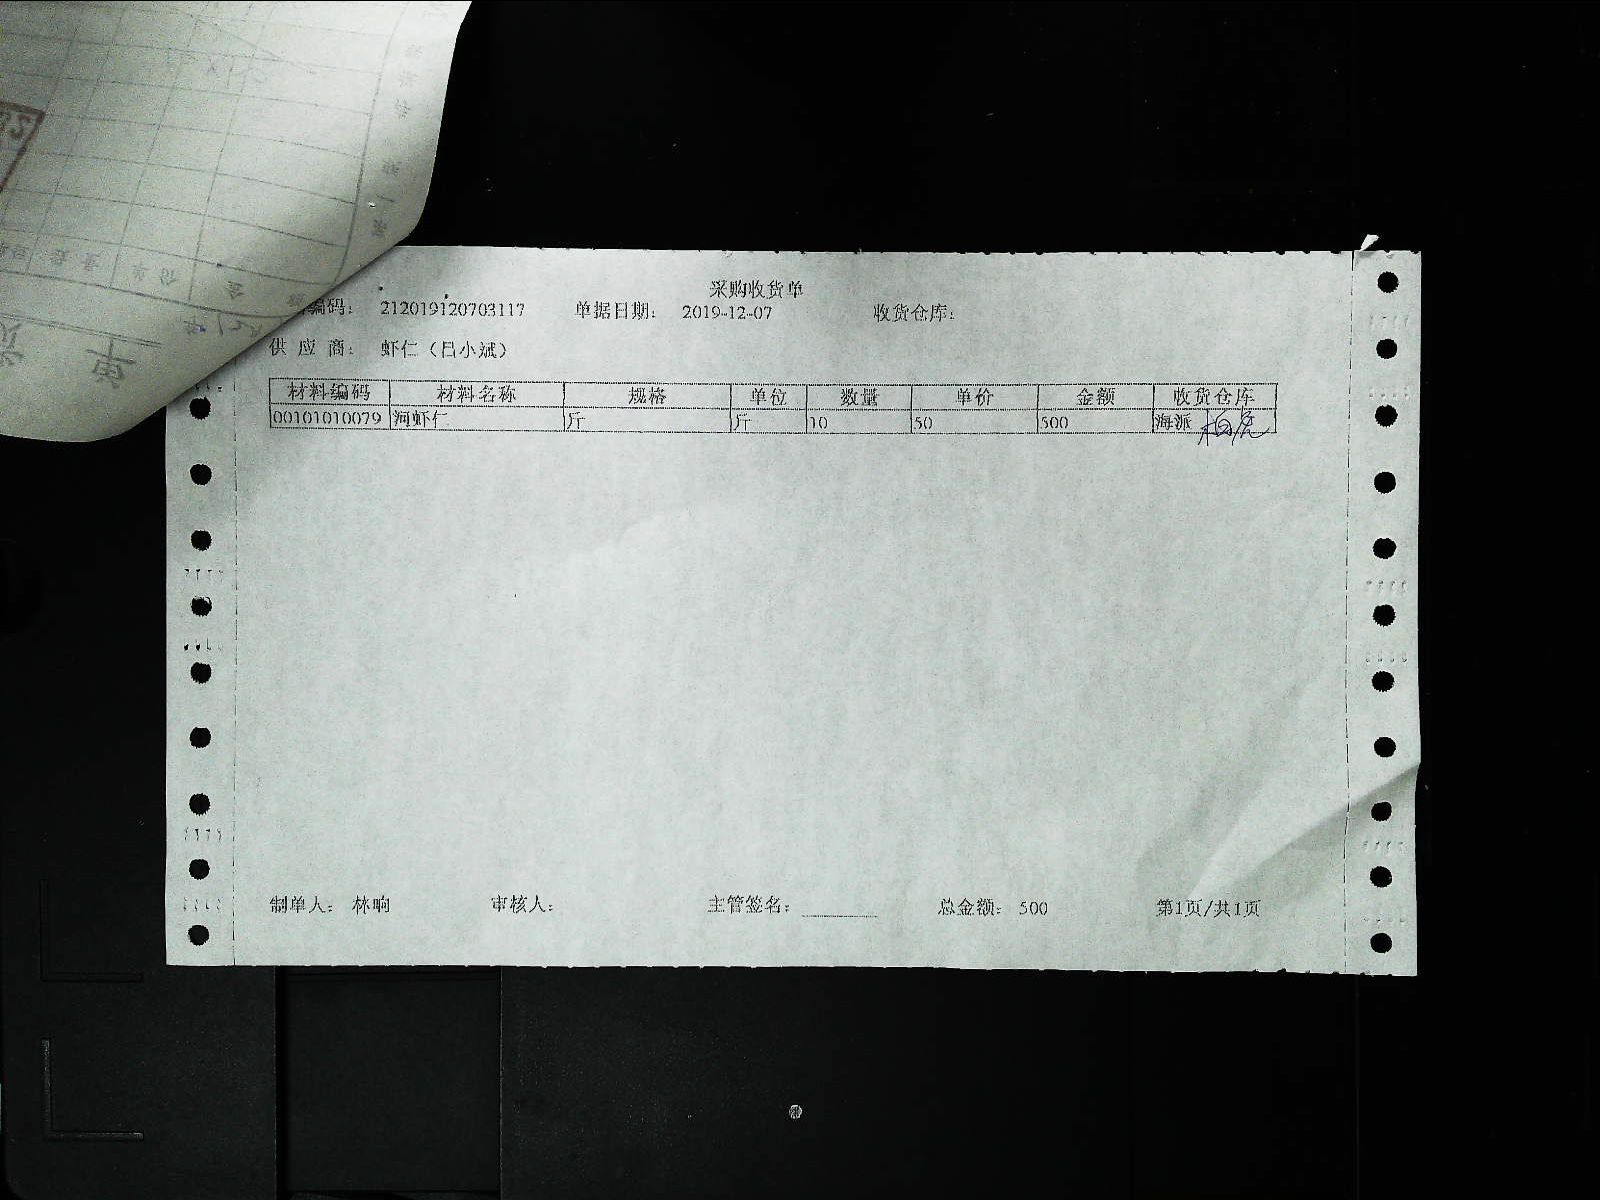 采购收货单
编码： 212019120703117 单据日期： 2019-12-07 收货仓库：
供 应 商： 虾仁（吕小斌）
材料编码 材料名称 规格 单位 数量 单价 金额 收货仓库
00101010079 河虾仁 斤 斤 10 50 500 海派
制单人： 林响 审核人： 主管签名： 总金额： 500 第1页/共1页